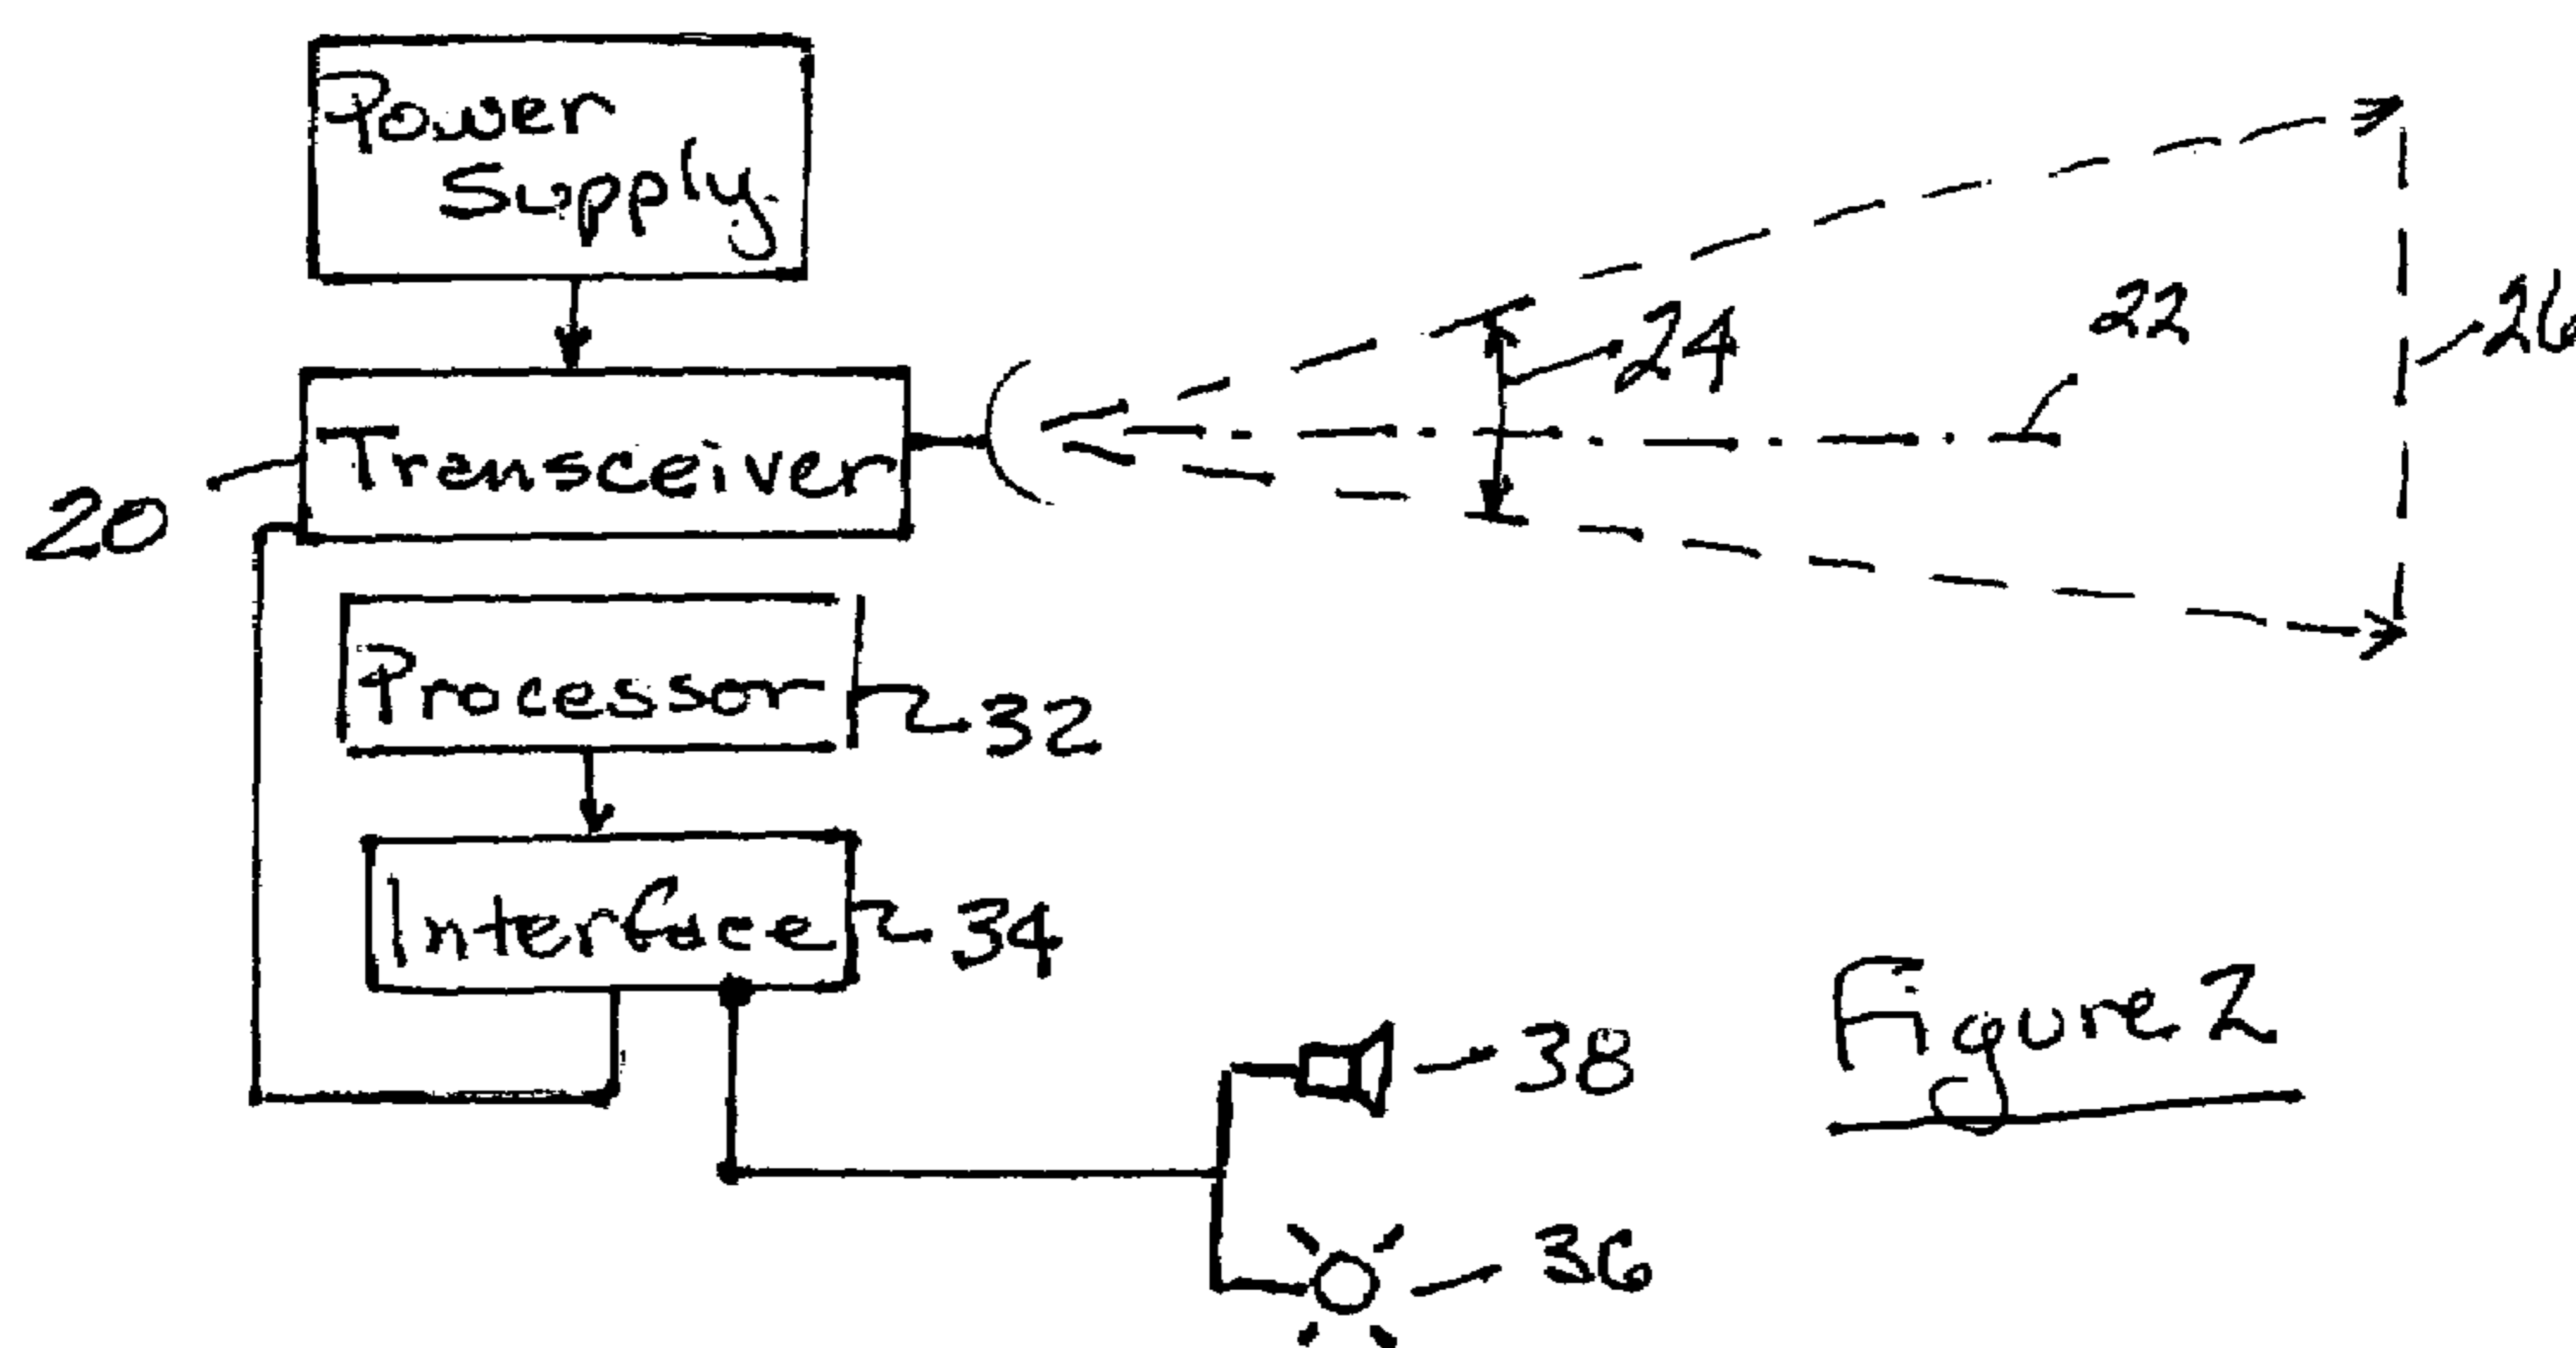 Power
Supply
Transceiver
20
24
22
26
Processor
32
Interface
34
38
36
Figure 2